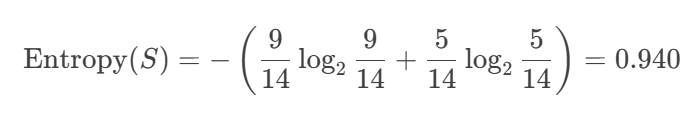 Entropy(S) = − ( 9/14 log₂ 9/14 + 5/14 log₂ 5/14 ) = 0.940